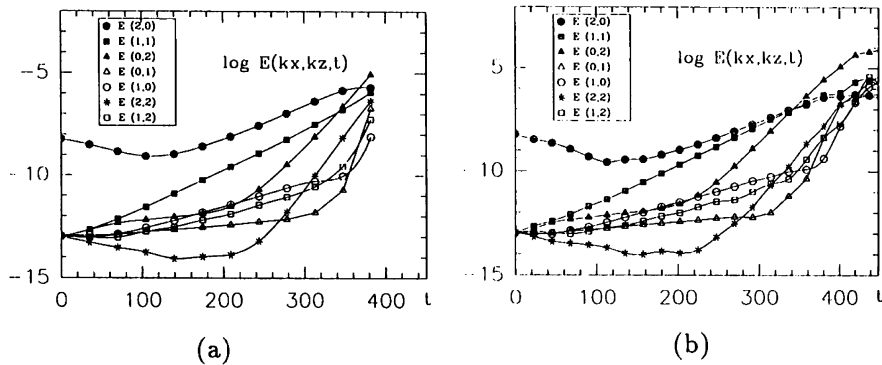 E (2,0)
E (1,1)
E (0,2)
E (0,1)
E (1,0)
E (2,2)
E (1,2)
log E(kx,kz,t)
-5
-10
-15
0 100 200 300 400 t
(a)
E (2,0)
E (1,1)
E (0,2)
E (0,1)
E (1,0)
E (2,2)
E (1,2)
log E(kx,kz,t)
5
-10
-15
0 100 200 300 400 t
(b)